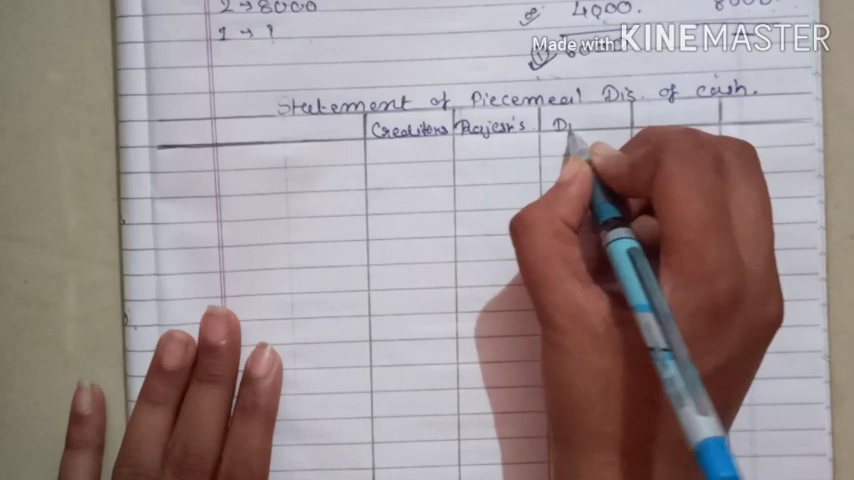 2 → 8000
4000.
1 → ?
Made with KINEMASTER
Statement of Piecemeal Dis. of cash.
Creditors Rajesh's